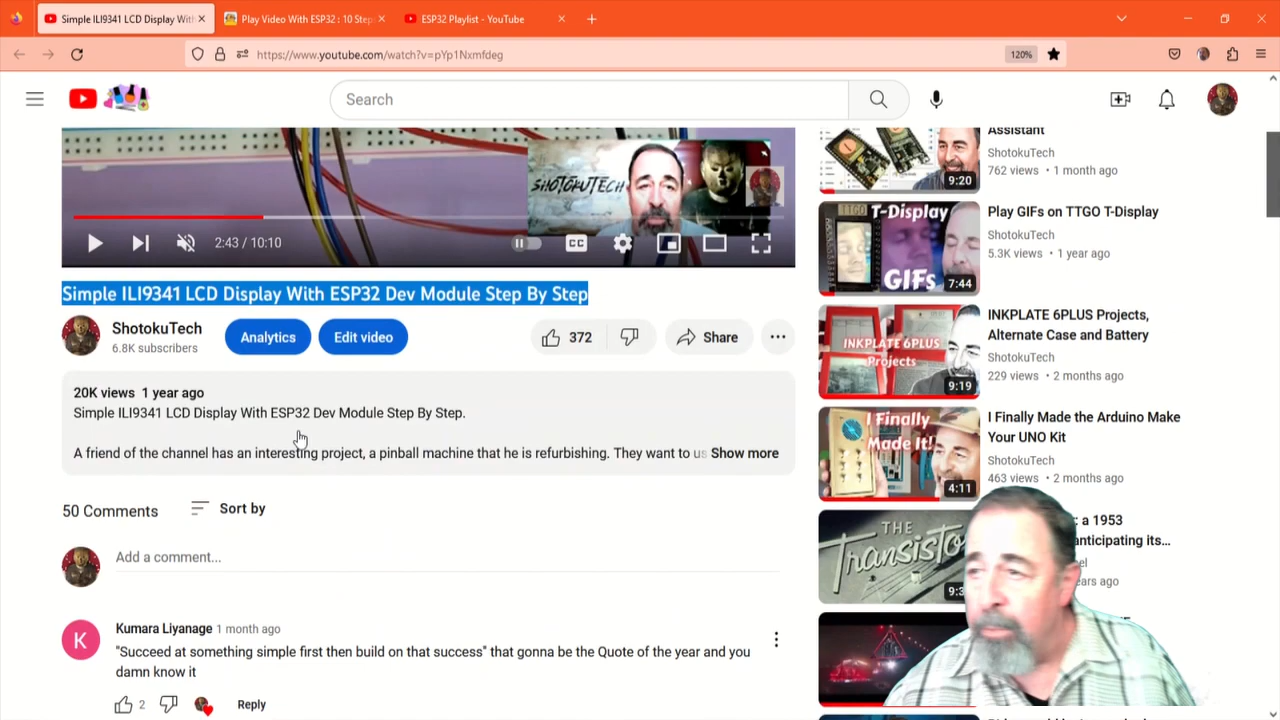 Simple ILI9341 LCD Display With
Play Video With ESP32 : 10 Steps
ESP32 Playlist - YouTube
https://www.youtube.com/watch?v=pYp1Nxmfdeg
120%
Search
SHOTOKUTECH
2:43 / 10:10
CC
Simple ILI9341 LCD Display With ESP32 Dev Module Step By Step
ShotokuTech
6.8K subscribers
Analytics
Edit video
372
Share
20K views 1 year ago
Simple ILI9341 LCD Display With ESP32 Dev Module Step By Step.
A friend of the channel has an interesting project, a pinball machine that he is refurbishing. They want to us Show more
50 Comments
Sort by
Add a comment...
K
Kumara Liyanage 1 month ago
"Succeed at something simple first then build on that success" that gonna be the Quote of the year and you
damn know it
2
Reply
Assistant
ShotokuTech
762 views • 1 month ago
9:20
T-Display
GIFs
7:44
Play GIFs on TTGO T-Display
ShotokuTech
5.3K views • 1 year ago
INKPLATE 6PLUS
Projects
9:19
INKPLATE 6PLUS Projects,
Alternate Case and Battery
ShotokuTech
229 views • 2 months ago
I Finally
Made It!
4:11
I Finally Made the Arduino Make
Your UNO Kit
ShotokuTech
463 views • 2 months ago
THE
Transisto
9:3
: a 1953
anticipating its...
el
ears ago